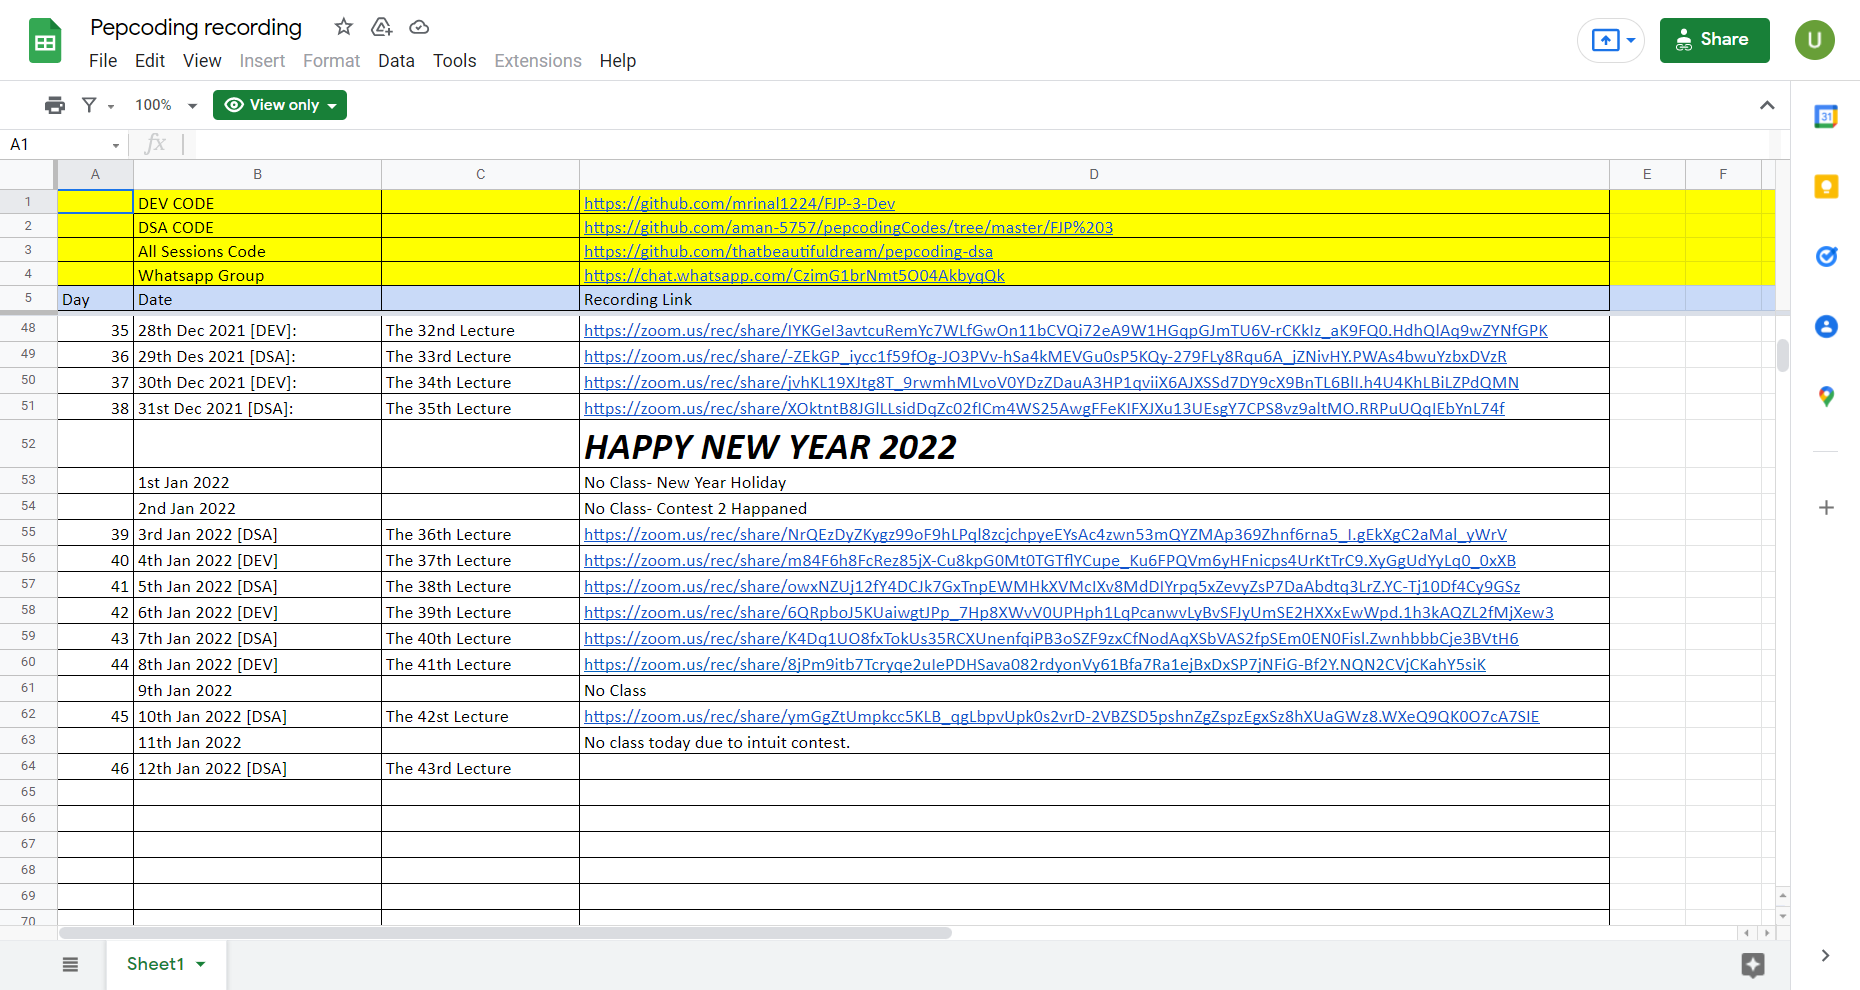 Pepcoding recording
File Edit View Insert Format Data Tools Extensions Help
Share
U
100% View only
31
A1 fx
A B C D E F
1 DEV CODE https://github.com/mrinal1224/FJP-3-Dev
2 DSA CODE https://github.com/aman-5757/pepcodingCodes/tree/master/FJP%203
3 All Sessions Code https://github.com/thatbeautifuldream/pepcoding-dsa
4 Whatsapp Group https://chat.whatsapp.com/CzimG1brNmt5O04AkbyqQk
5 Day Date Recording Link
48 35 28th Dec 2021 [DEV]: The 32nd Lecture https://zoom.us/rec/share/IYKGeI3avtcuRemYc7WLfGwOn11bCVQi72eA9W1HGqpGJmTU6V-rCKkIz_aK9FQ0.HdhQlAq9wZYNfGPK
49 36 29th Des 2021 [DSA]: The 33rd Lecture https://zoom.us/rec/share/-ZEkGP_iycc1f59fOg-JO3PVv-hSa4kMEVGu0sP5KQy-279FLy8Rqu6A_jZNivHY.PWAs4bwuYzbxDVzR
50 37 30th Dec 2021 [DEV]: The 34th Lecture https://zoom.us/rec/share/jvhKL19XJtg8T_9rwmhMLvoV0YDzZDauA3HP1qviiX6AJXSSd7DY9cX9BnTL6BlI.h4U4KhLBiLZPdQMN
51 38 31st Dec 2021 [DSA]: The 35th Lecture https://zoom.us/rec/share/XOktntB8JGlLLsidDqZc02fICm4WS25AwgFFeKIFXJXu13UEsgY7CPS8vz9altMO.RRPuUQqIEbYnL74f
52 HAPPY NEW YEAR 2022
53 1st Jan 2022 No Class- New Year Holiday
54 2nd Jan 2022 No Class- Contest 2 Happaned
55 39 3rd Jan 2022 [DSA] The 36th Lecture https://zoom.us/rec/share/NrQEzDyZKygz99oF9hLPql8zcjchpyeEYsAc4zwn53mQYZMAp369Zhnf6rna5_I.gEkXgC2aMal_yWrV
56 40 4th Jan 2022 [DEV] The 37th Lecture https://zoom.us/rec/share/m84F6h8FcRez85jX-Cu8kpG0Mt0TGTflYCupe_Ku6FPQVm6yHFnicps4UrKtTrC9.XyGgUdYyLq0_0xXB
57 41 5th Jan 2022 [DSA] The 38th Lecture https://zoom.us/rec/share/owxNZUj12fY4DCJk7GxTnpEWMHkXVMcIXv8MdDIYrpq5xZevyZsP7DaAbdtq3LrZ.YC-Tj10Df4Cy9GSz
58 42 6th Jan 2022 [DEV] The 39th Lecture https://zoom.us/rec/share/6QRpboJ5KUaiwgtJPp_7Hp8XWvV0UPHph1LqPcanwvLyBvSFJyUmSE2HXXxEwWpd.1h3kAQZL2fMjXew3
59 43 7th Jan 2022 [DSA] The 40th Lecture https://zoom.us/rec/share/K4Dq1UO8fxTokUs35RCXUnenfqiPB3oSZF9zxCfNodAqXSbVAS2fpSEm0EN0Fisl.ZwnhbbbCje3BVtH6
60 44 8th Jan 2022 [DEV] The 41th Lecture https://zoom.us/rec/share/8jPm9itb7Tcryqe2uIePDHSava082rdyonVy61Bfa7Ra1ejBxDxSP7jNFiG-Bf2Y.NQN2CVjCKahY5siK
61 9th Jan 2022 No Class
62 45 10th Jan 2022 [DSA] The 42st Lecture https://zoom.us/rec/share/ymGgZtUmpkcc5KLB_qgLbpvUpk0s2vrD-2VBZSD5pshnZgZspzEgxSz8hXUaGWz8.WXeQ9QK0O7cA7SIE
63 11th Jan 2022 No class today due to intuit contest.
64 46 12th Jan 2022 [DSA] The 43rd Lecture
65
66
67
68
69
70
Sheet1